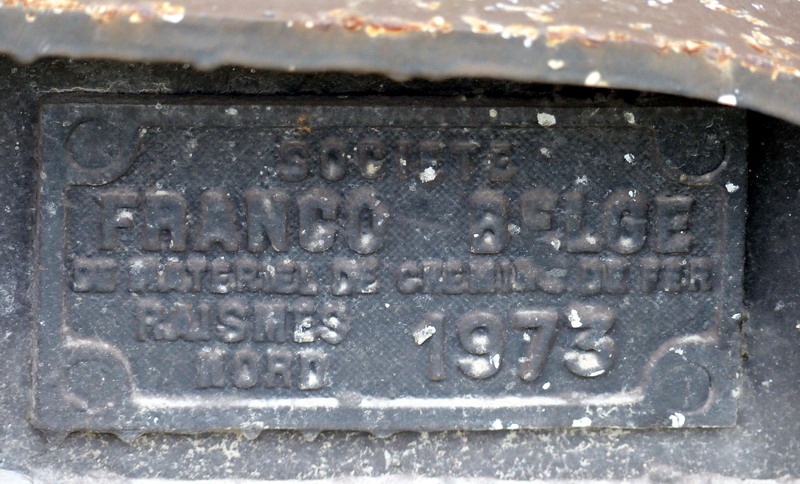 SOCIETE
FRANCO - BELGE
DE MATERIEL DE CHEMINS DE FER
RAISMES
NORD 1973